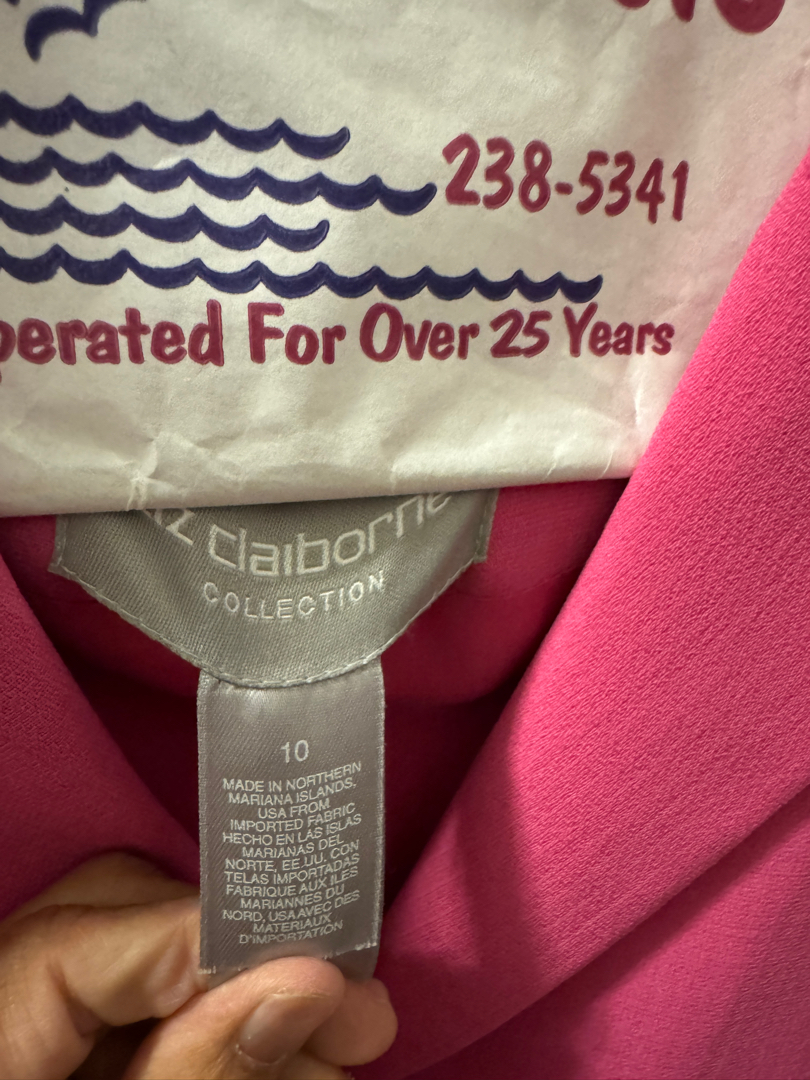 238-5341
perated For Over 25 Years
claiborne
COLLECTION
10
MADE IN NORTHERN
MARIANA ISLANDS,
USA FROM
IMPORTED FABRIC
HECHO EN LAS ISLAS
MARIANAS DEL
NORTE, EE.UU. CON
TELAS IMPORTADAS
FABRIQUE AUX ILES
MARIANNES DU
NORD, USA AVEC DES
MATERIAUX
D'IMPORTATION